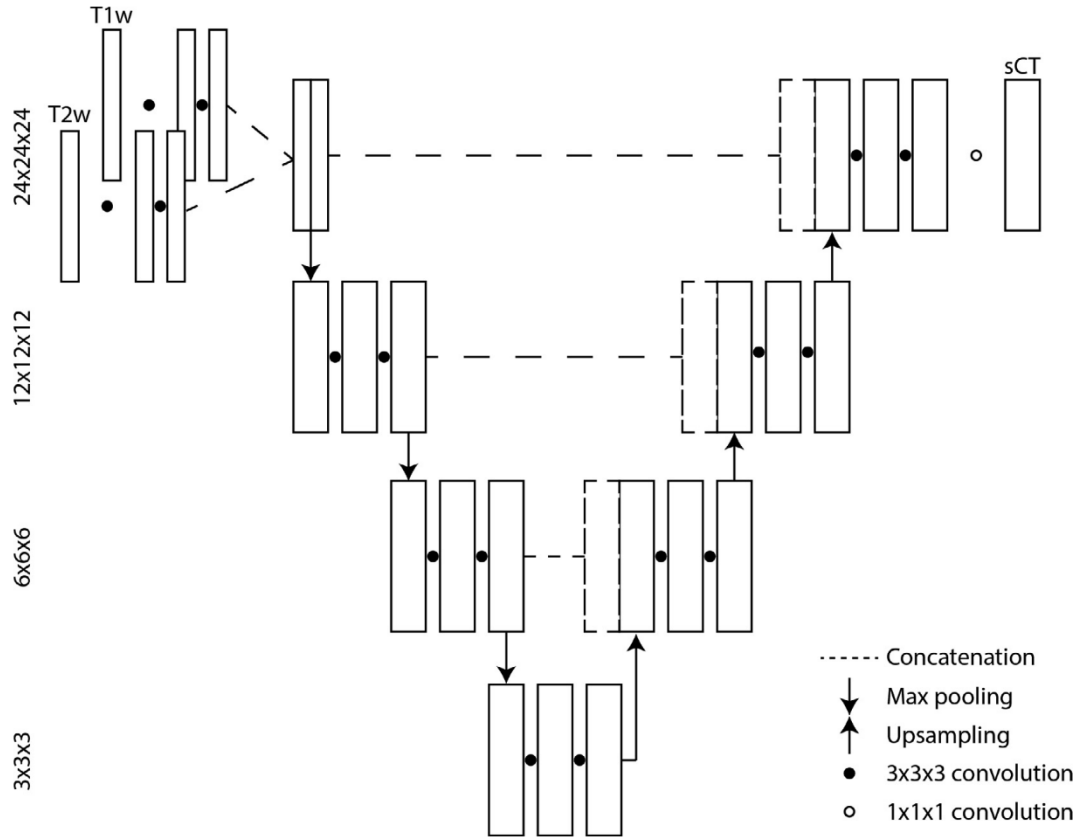 T1w
T2w
sCT
24x24x24
12x12x12
6x6x6
3x3x3
Concatenation
Max pooling
Upsampling
3x3x3 convolution
1x1x1 convolution